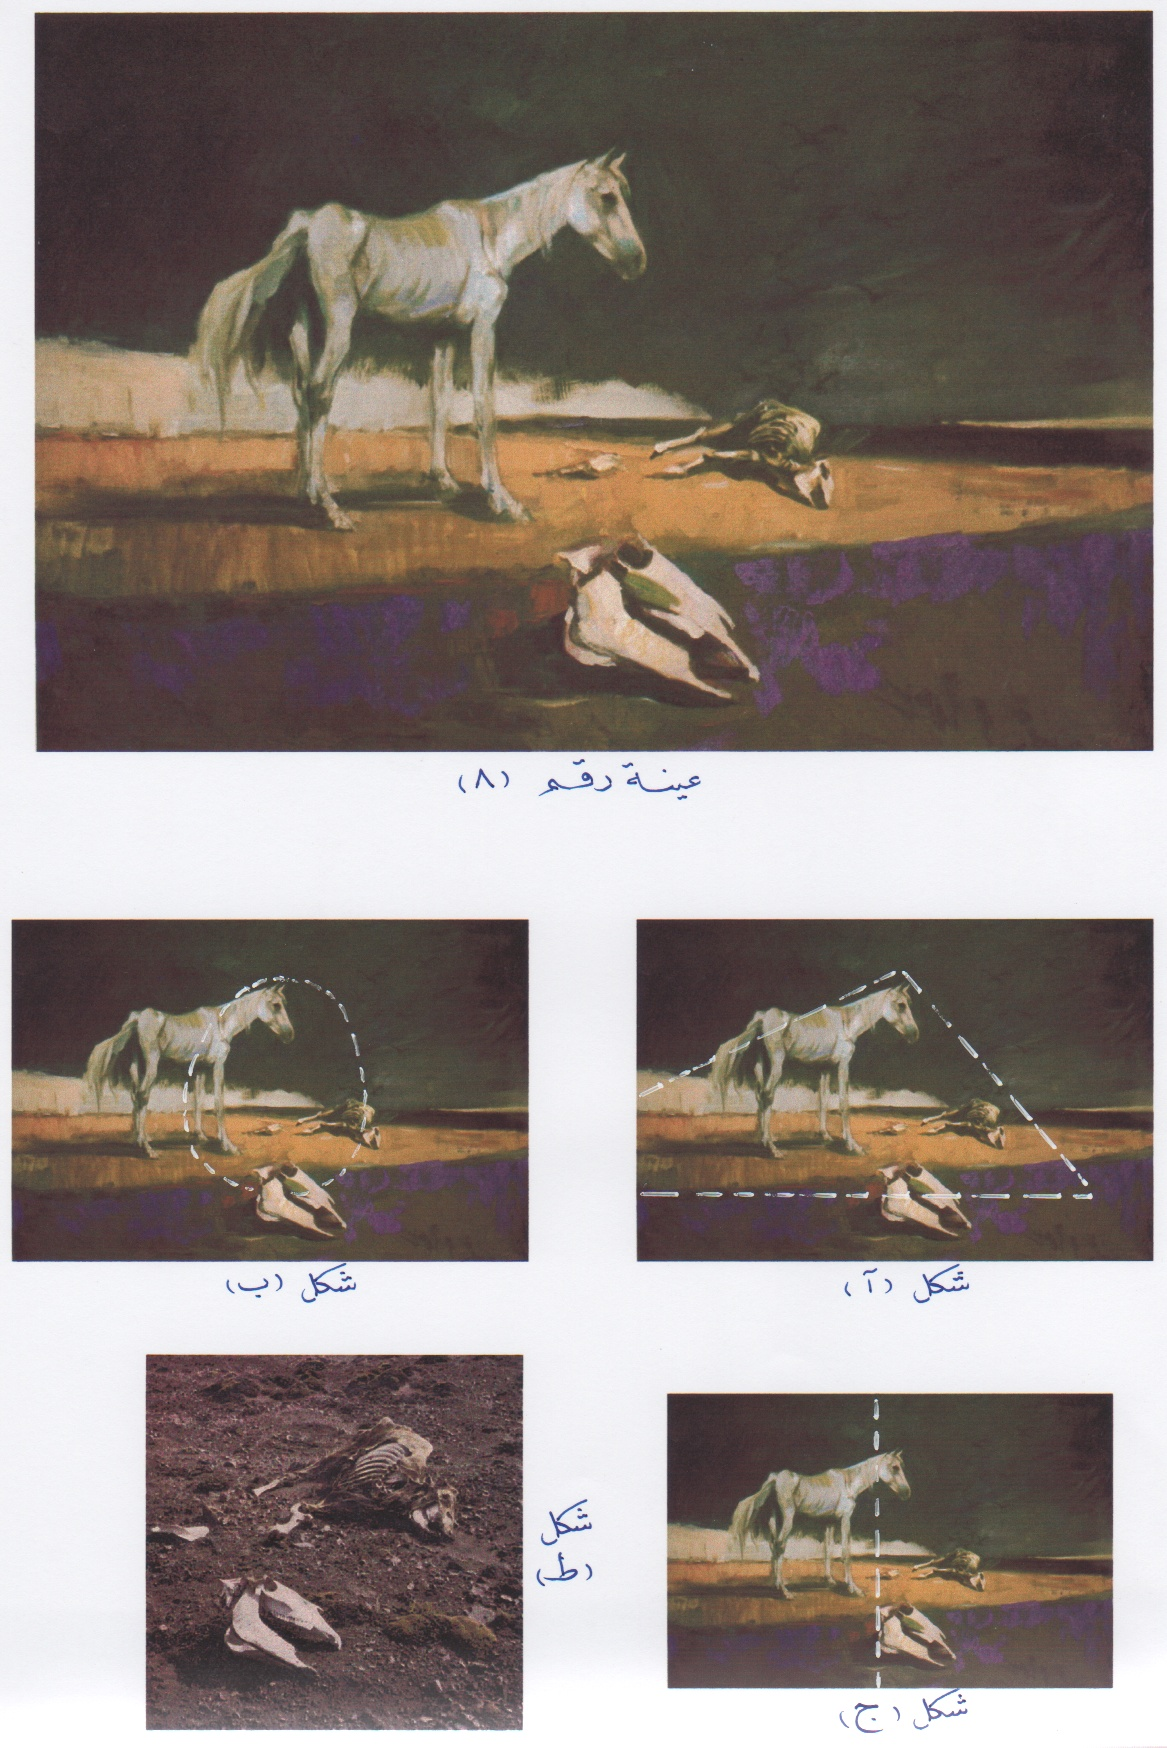 عينة رقم (٨)
شكل (آ)
شكل (ب)
شكل (ج)
شكل
(ط)